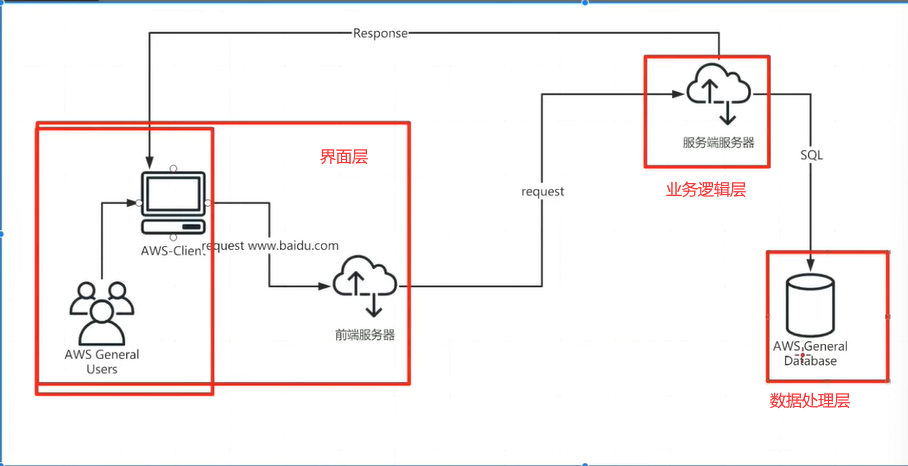 Response
界面层
服务端服务器
SQL
request
业务逻辑层
AWS-Client
request www.baidu.com
前端服务器
AWS General
Users
AWS General
Database
数据处理层